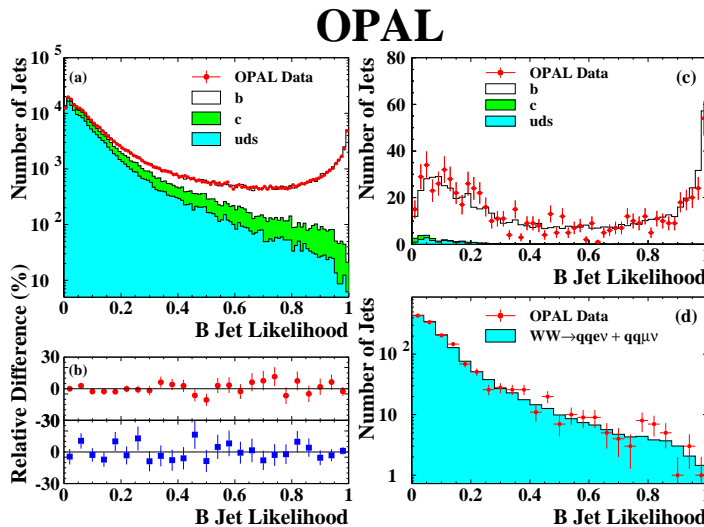 OPAL
Number of Jets
10 5
10 4
10 3
10 2
10
(a)
OPAL Data
b
c
uds
0 0.2 0.4 0.6 0.8 1
B Jet Likelihood
Relative Difference (%)
(b)
30
0
-30
30
0
-30
0 0.2 0.4 0.6 0.8 1
B Jet Likelihood
Number of Jets
80
60
40
20
0
(c)
OPAL Data
b
c
uds
0 0.2 0.4 0.6 0.8 1
B Jet Likelihood
Number of Jets
10 2
10
1
(d)
OPAL Data
WW→qqeν + qqμν
0 0.2 0.4 0.6 0.8 1
B Jet Likelihood